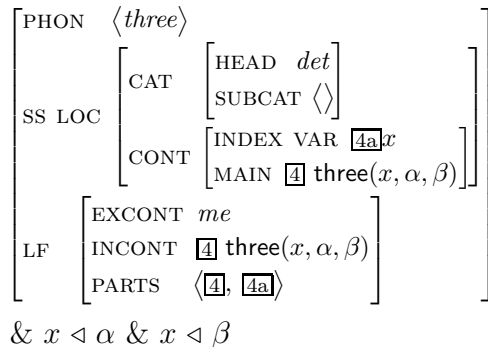 PHON ⟨three⟩
SS LOC
CAT
HEAD det
SUBCAT ⟨⟩
CONT
INDEX VAR 4a x
MAIN 4 three(x, α, β)
LF
EXCONT me
INCONT 4 three(x, α, β)
PARTS ⟨4, 4a⟩
& x ◁ α & x ◁ β